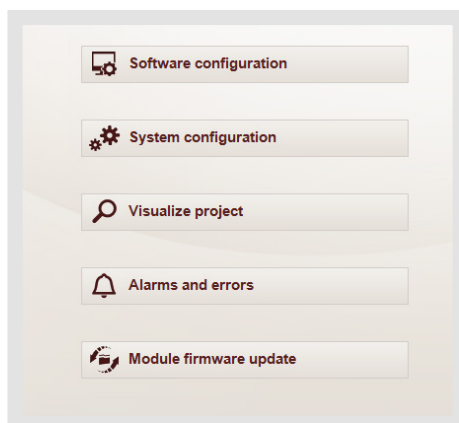 Software configuration
System configuration
Visualize project
Alarms and errors
Module firmware update